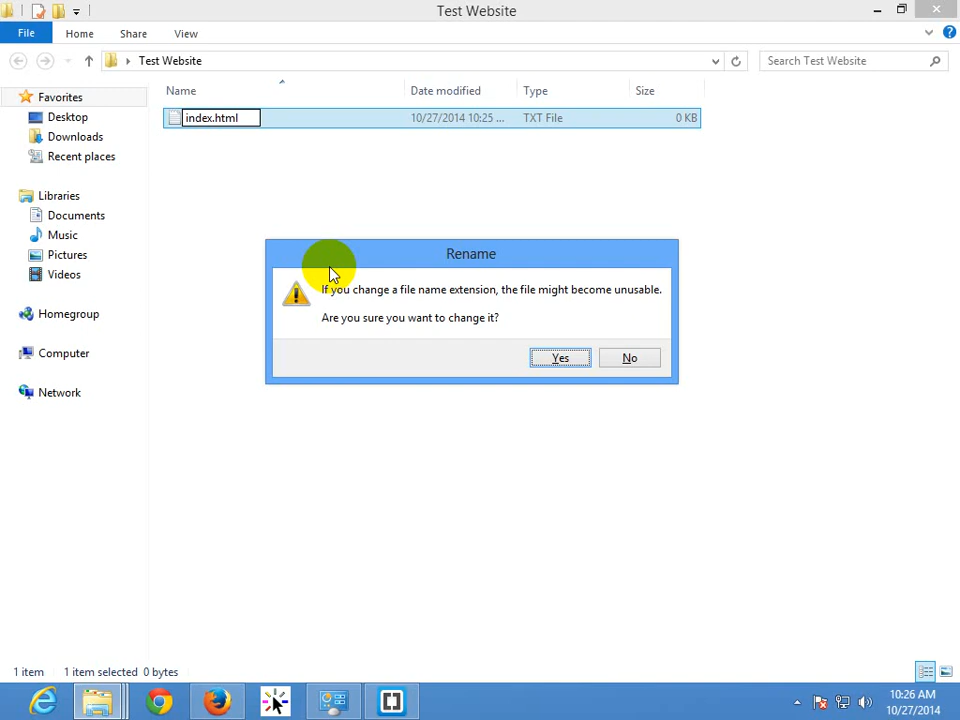 Test Website
File Home Share View
Test Website
Search Test Website
Name Date modified Type Size
index.html 10/27/2014 10:25 ... TXT File 0 KB
Favorites
Desktop
Downloads
Recent places
Libraries
Documents
Music
Pictures
Videos
Homegroup
Computer
Network
Rename
If you change a file name extension, the file might become unusable.
Are you sure you want to change it?
Yes No
1 item 1 item selected 0 bytes
10:26 AM
10/27/2014